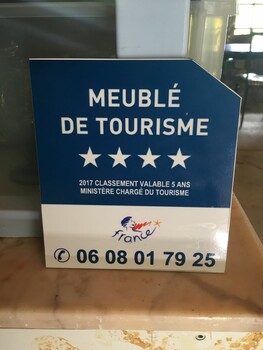 MEUBLÉ
DE TOURISME
2017 CLASSEMENT VALABLE 5 ANS
MINISTÈRE CHARGÉ DU TOURISME
france
✆ 06 08 01 79 25